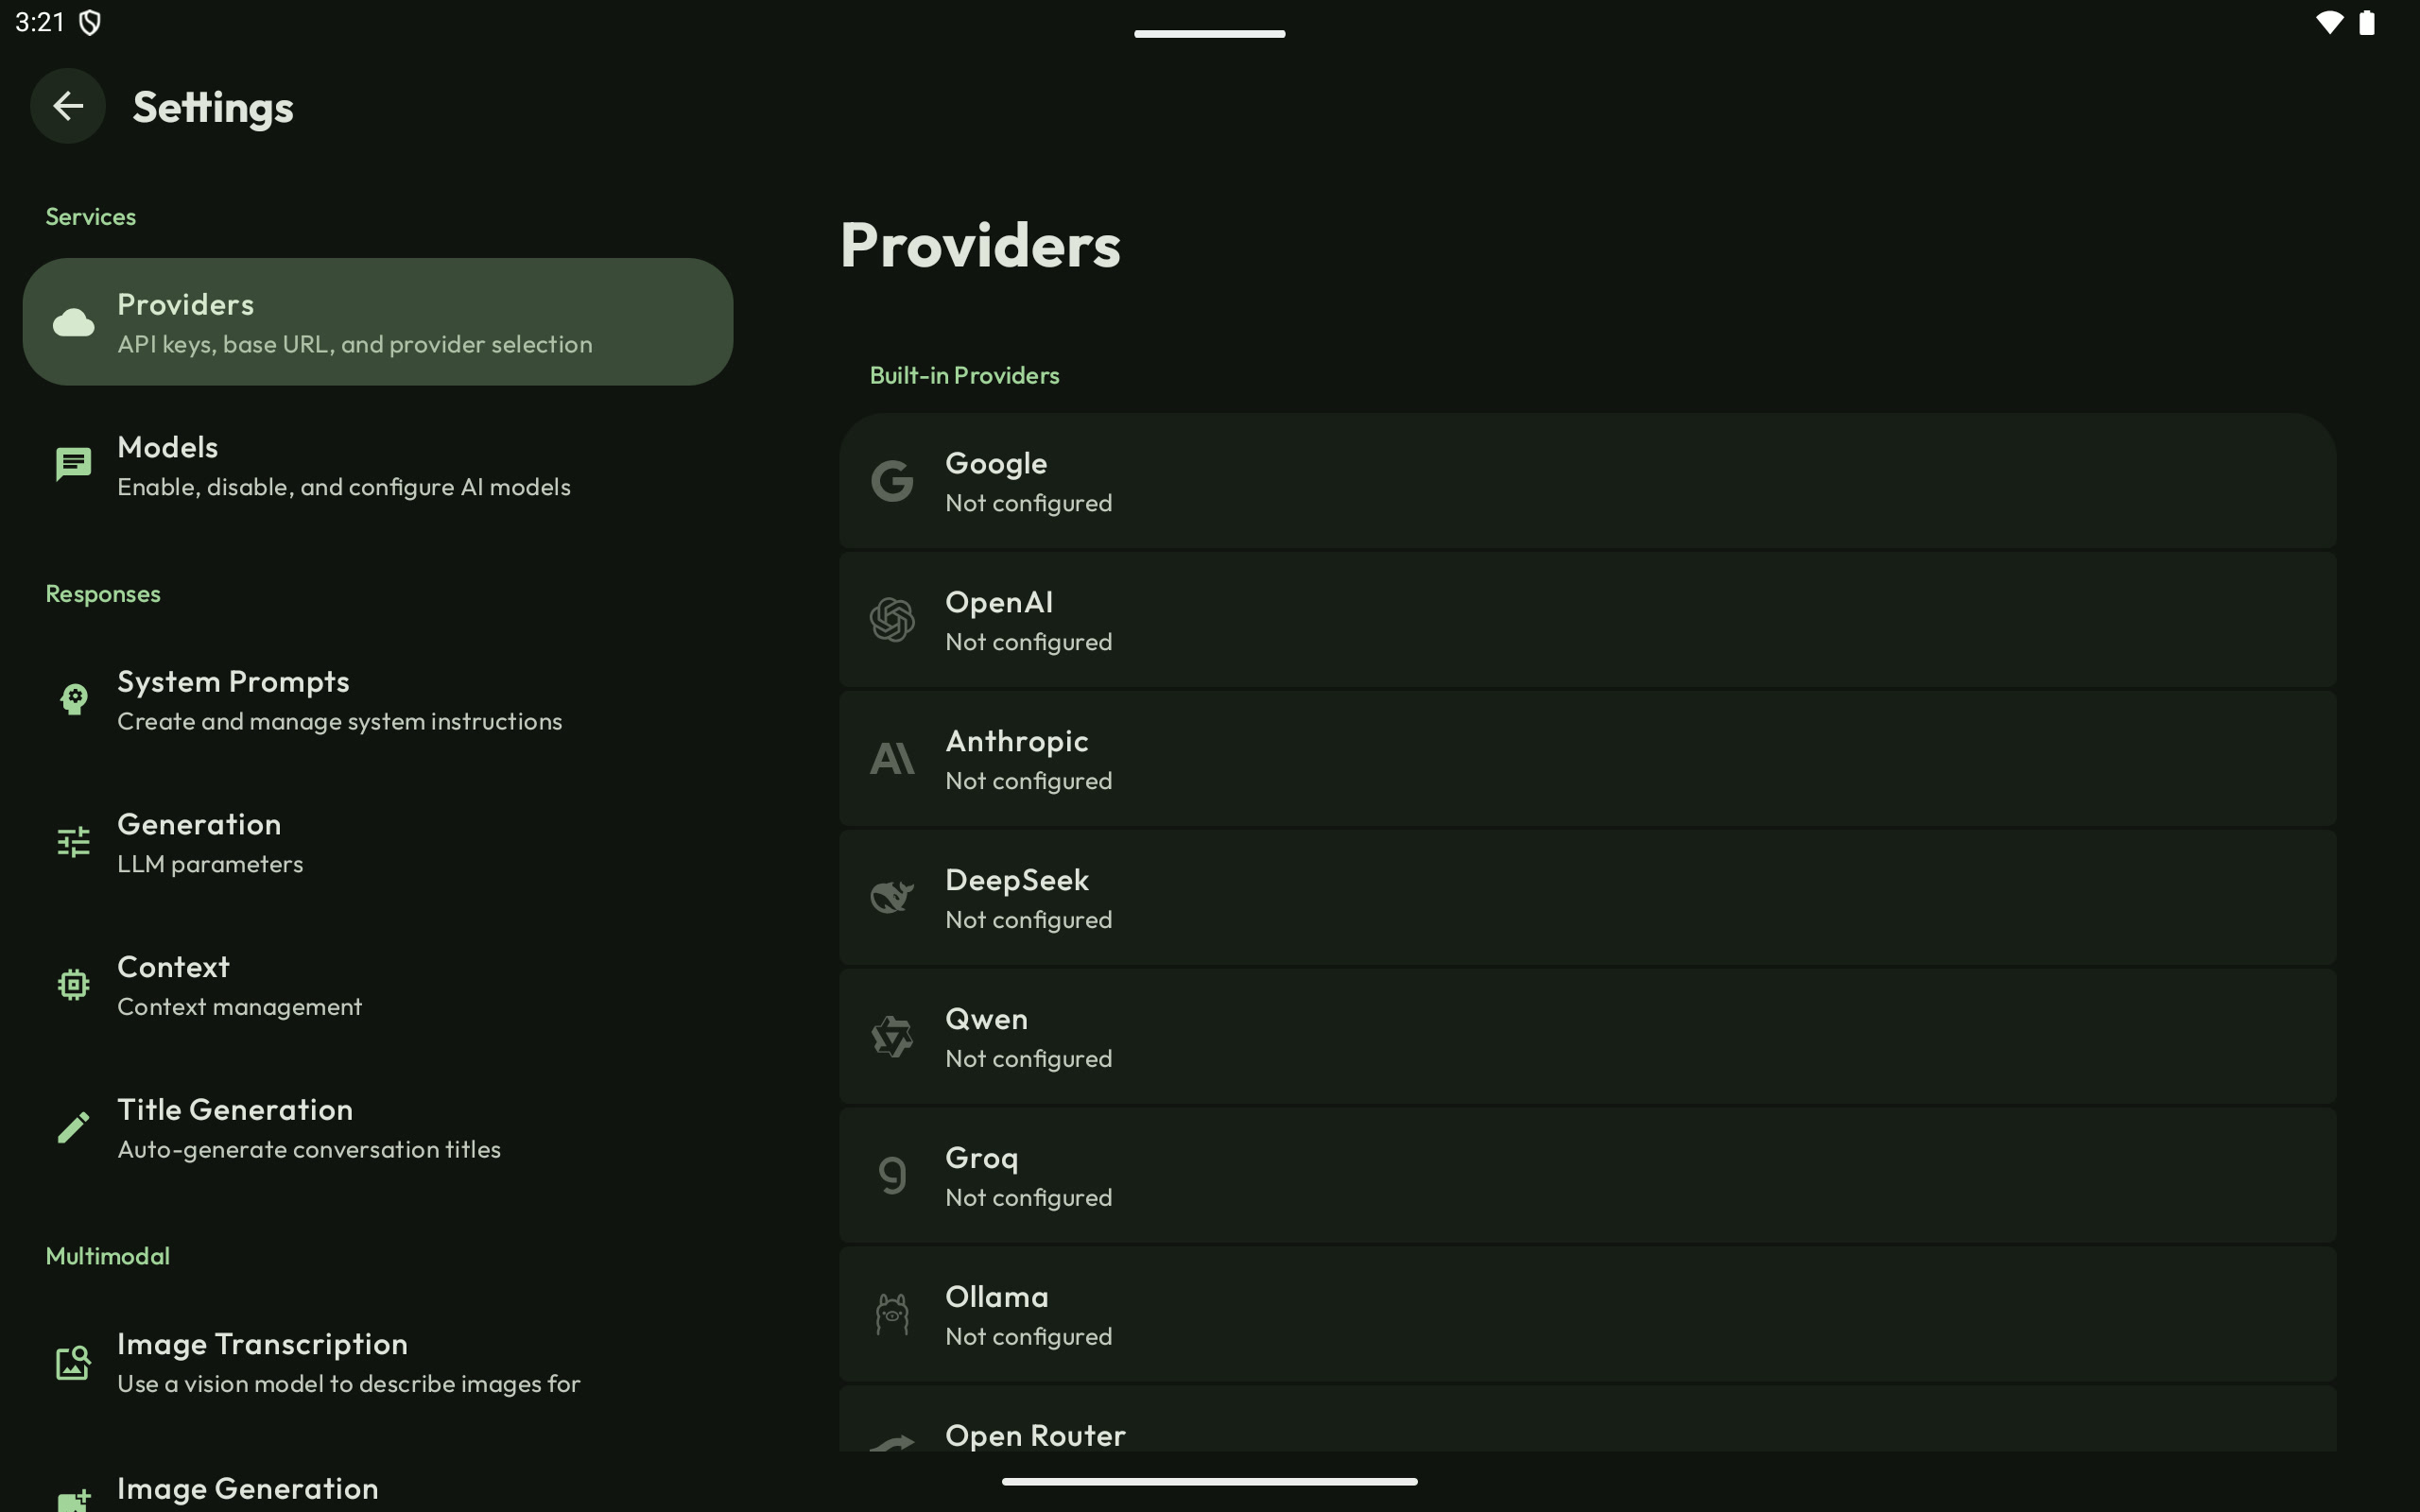 3:21
Settings
Services
Providers
API keys, base URL, and provider selection
Models
Enable, disable, and configure AI models
Responses
System Prompts
Create and manage system instructions
Generation
LLM parameters
Context
Context management
Title Generation
Auto-generate conversation titles
Multimodal
Image Transcription
Use a vision model to describe images for
Image Generation
Providers
Built-in Providers
Google
Not configured
OpenAI
Not configured
Anthropic
Not configured
DeepSeek
Not configured
Qwen
Not configured
Groq
Not configured
Ollama
Not configured
Open Router